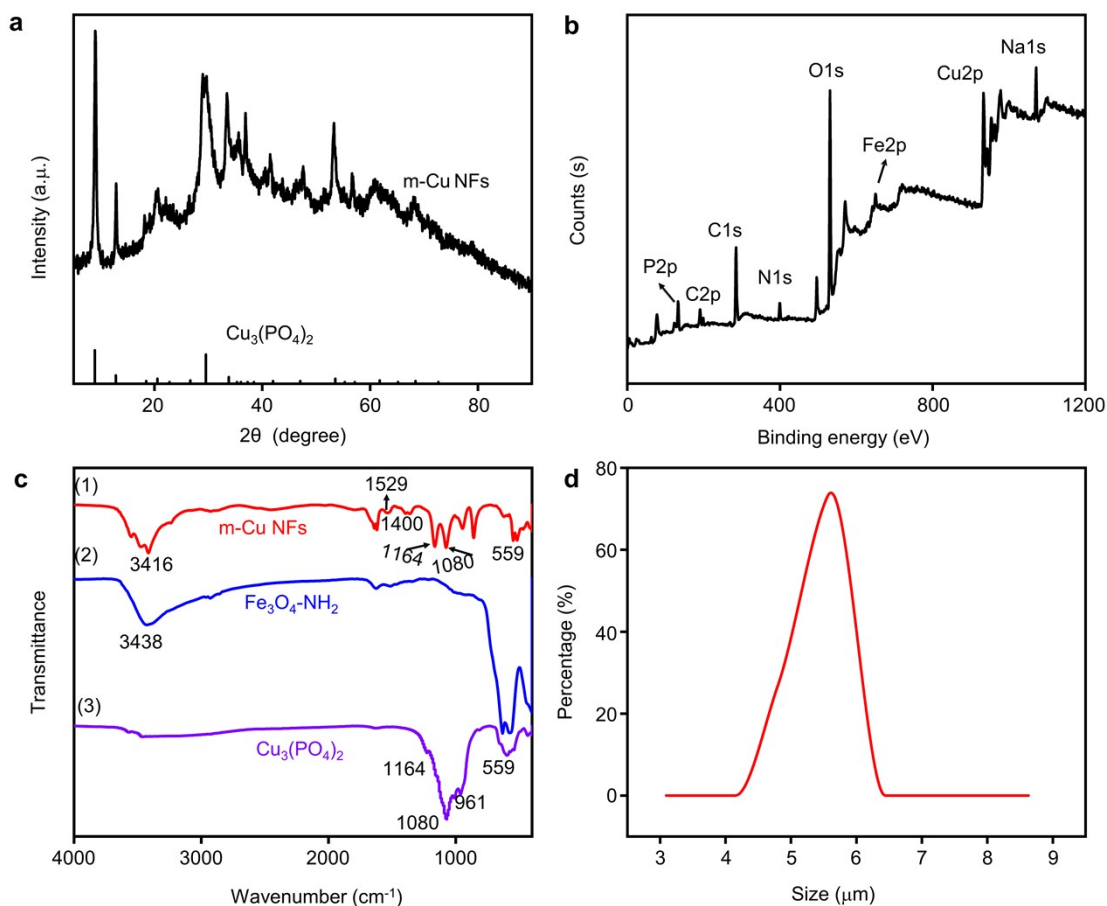 a
Intensity (a.u.)
m-Cu NFs
Cu₃(PO₄)₂
20
40
60
80
2θ (degree)
b
Counts (s)
P2p
C2p
C1s
N1s
O1s
Fe2p
Cu2p
Na1s
0
400
800
1200
Binding energy (eV)
c
Transmittance
(1)
1529
m-Cu NFs
1400
3416
1164
1080
559
(2)
Fe₃O₄-NH₂
3438
(3)
Cu₃(PO₄)₂
1164
559
961
1080
4000
3000
2000
1000
Wavenumber (cm⁻¹)
d
Percentage (%)
80
60
40
20
0
3
4
5
6
7
8
9
Size (μm)